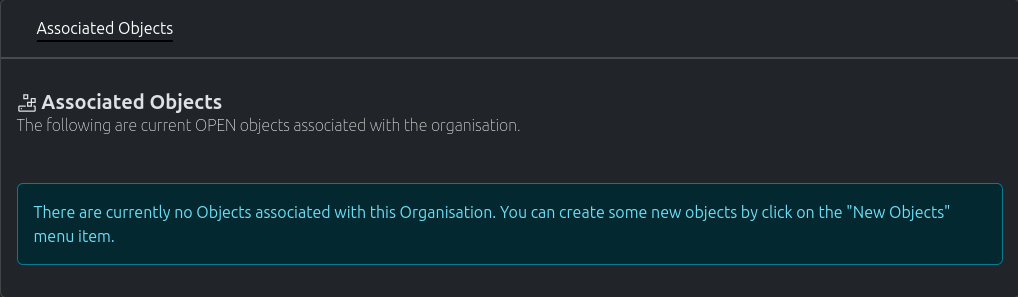 Associated Objects
Associated Objects
The following are current OPEN objects associated with the organisation.
There are currently no Objects associated with this Organisation. You can create some new objects by click on the "New Objects"
menu item.